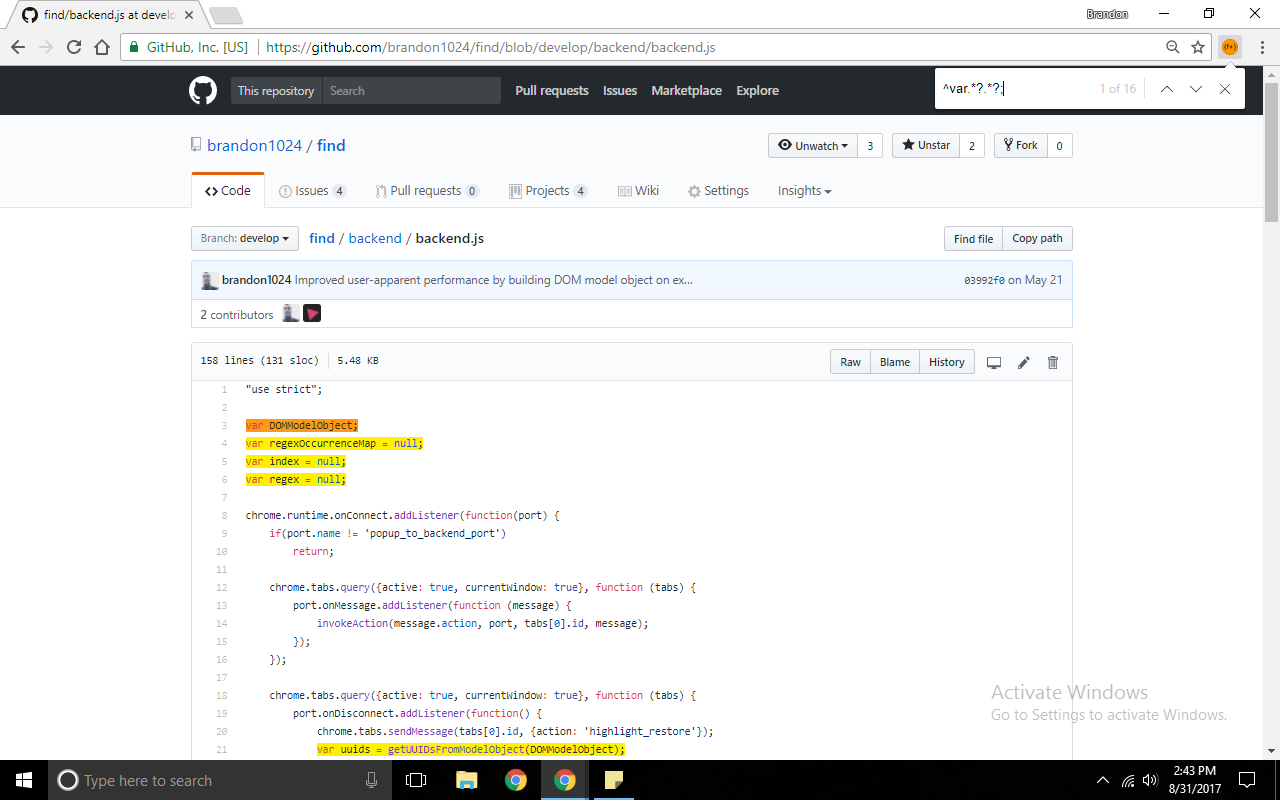 find/backend.js at develo
Brandon
GitHub, Inc. [US] https://github.com/brandon1024/find/blob/develop/backend/backend.js
This repository Search Pull requests Issues Marketplace Explore
^var.*?.*?; 1 of 16
brandon1024 / find
Unwatch 3 Unstar 2 Fork 0
Code Issues 4 Pull requests 0 Projects 4 Wiki Settings Insights
Branch: develop find / backend / backend.js Find file Copy path
brandon1024 Improved user-apparent performance by building DOM model object on ex... 03992f0 on May 21
2 contributors
158 lines (131 sloc) 5.48 KB Raw Blame History
1 "use strict";
2
3 var DOMModelObject;
4 var regexOccurrenceMap = null;
5 var index = null;
6 var regex = null;
7
8 chrome.runtime.onConnect.addListener(function(port) {
9 if(port.name != 'popup_to_backend_port')
10 return;
11
12 chrome.tabs.query({active: true, currentWindow: true}, function (tabs) {
13 port.onMessage.addListener(function (message) {
14 invokeAction(message.action, port, tabs[0].id, message);
15 });
16 });
17
18 chrome.tabs.query({active: true, currentWindow: true}, function (tabs) {
19 port.onDisconnect.addListener(function() {
20 chrome.tabs.sendMessage(tabs[0].id, {action: 'highlight_restore'});
21 var uuids = getUUIDsFromModelObject(DOMModelObject);
Activate Windows
Go to Settings to activate Windows.
Type here to search
2:43 PM
8/31/2017